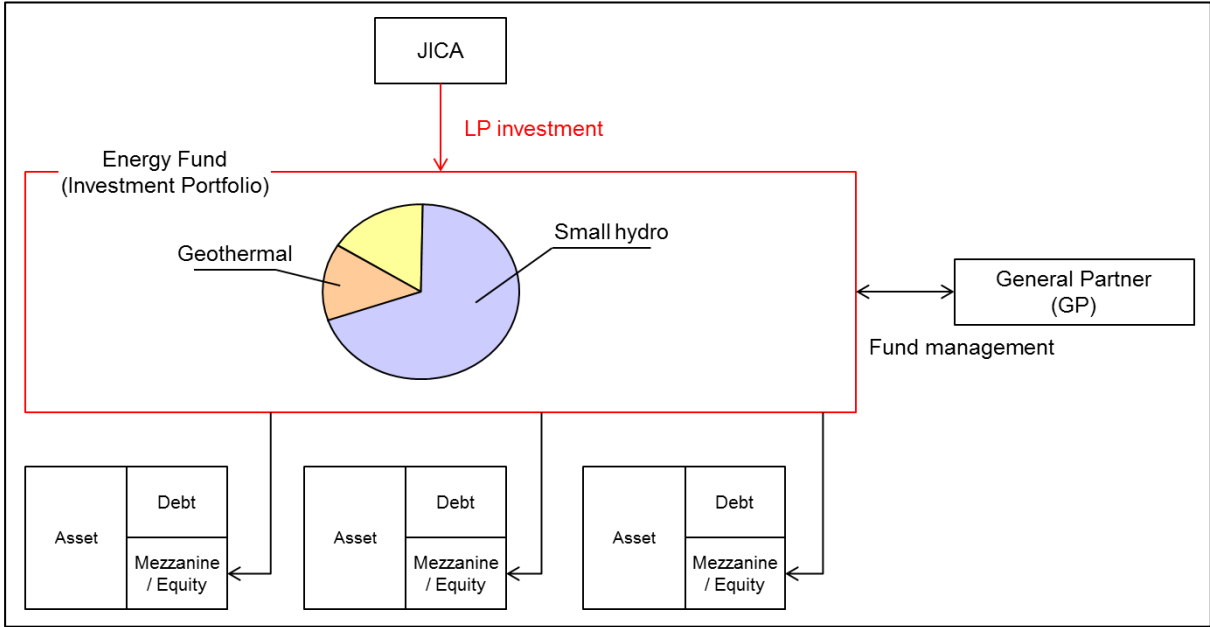 JICA
LP investment
Energy Fund
(Investment Portfolio)
Geothermal
Small hydro
General Partner
(GP)
Fund management
Asset
Debt
Mezzanine
/ Equity
Asset
Debt
Mezzanine
/ Equity
Asset
Debt
Mezzanine
/ Equity